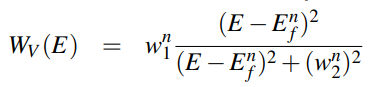 W_V(E) = w_1^n \frac{(E - E_f^n)^2}{(E - E_f^n)^2 + (w_2^n)^2}